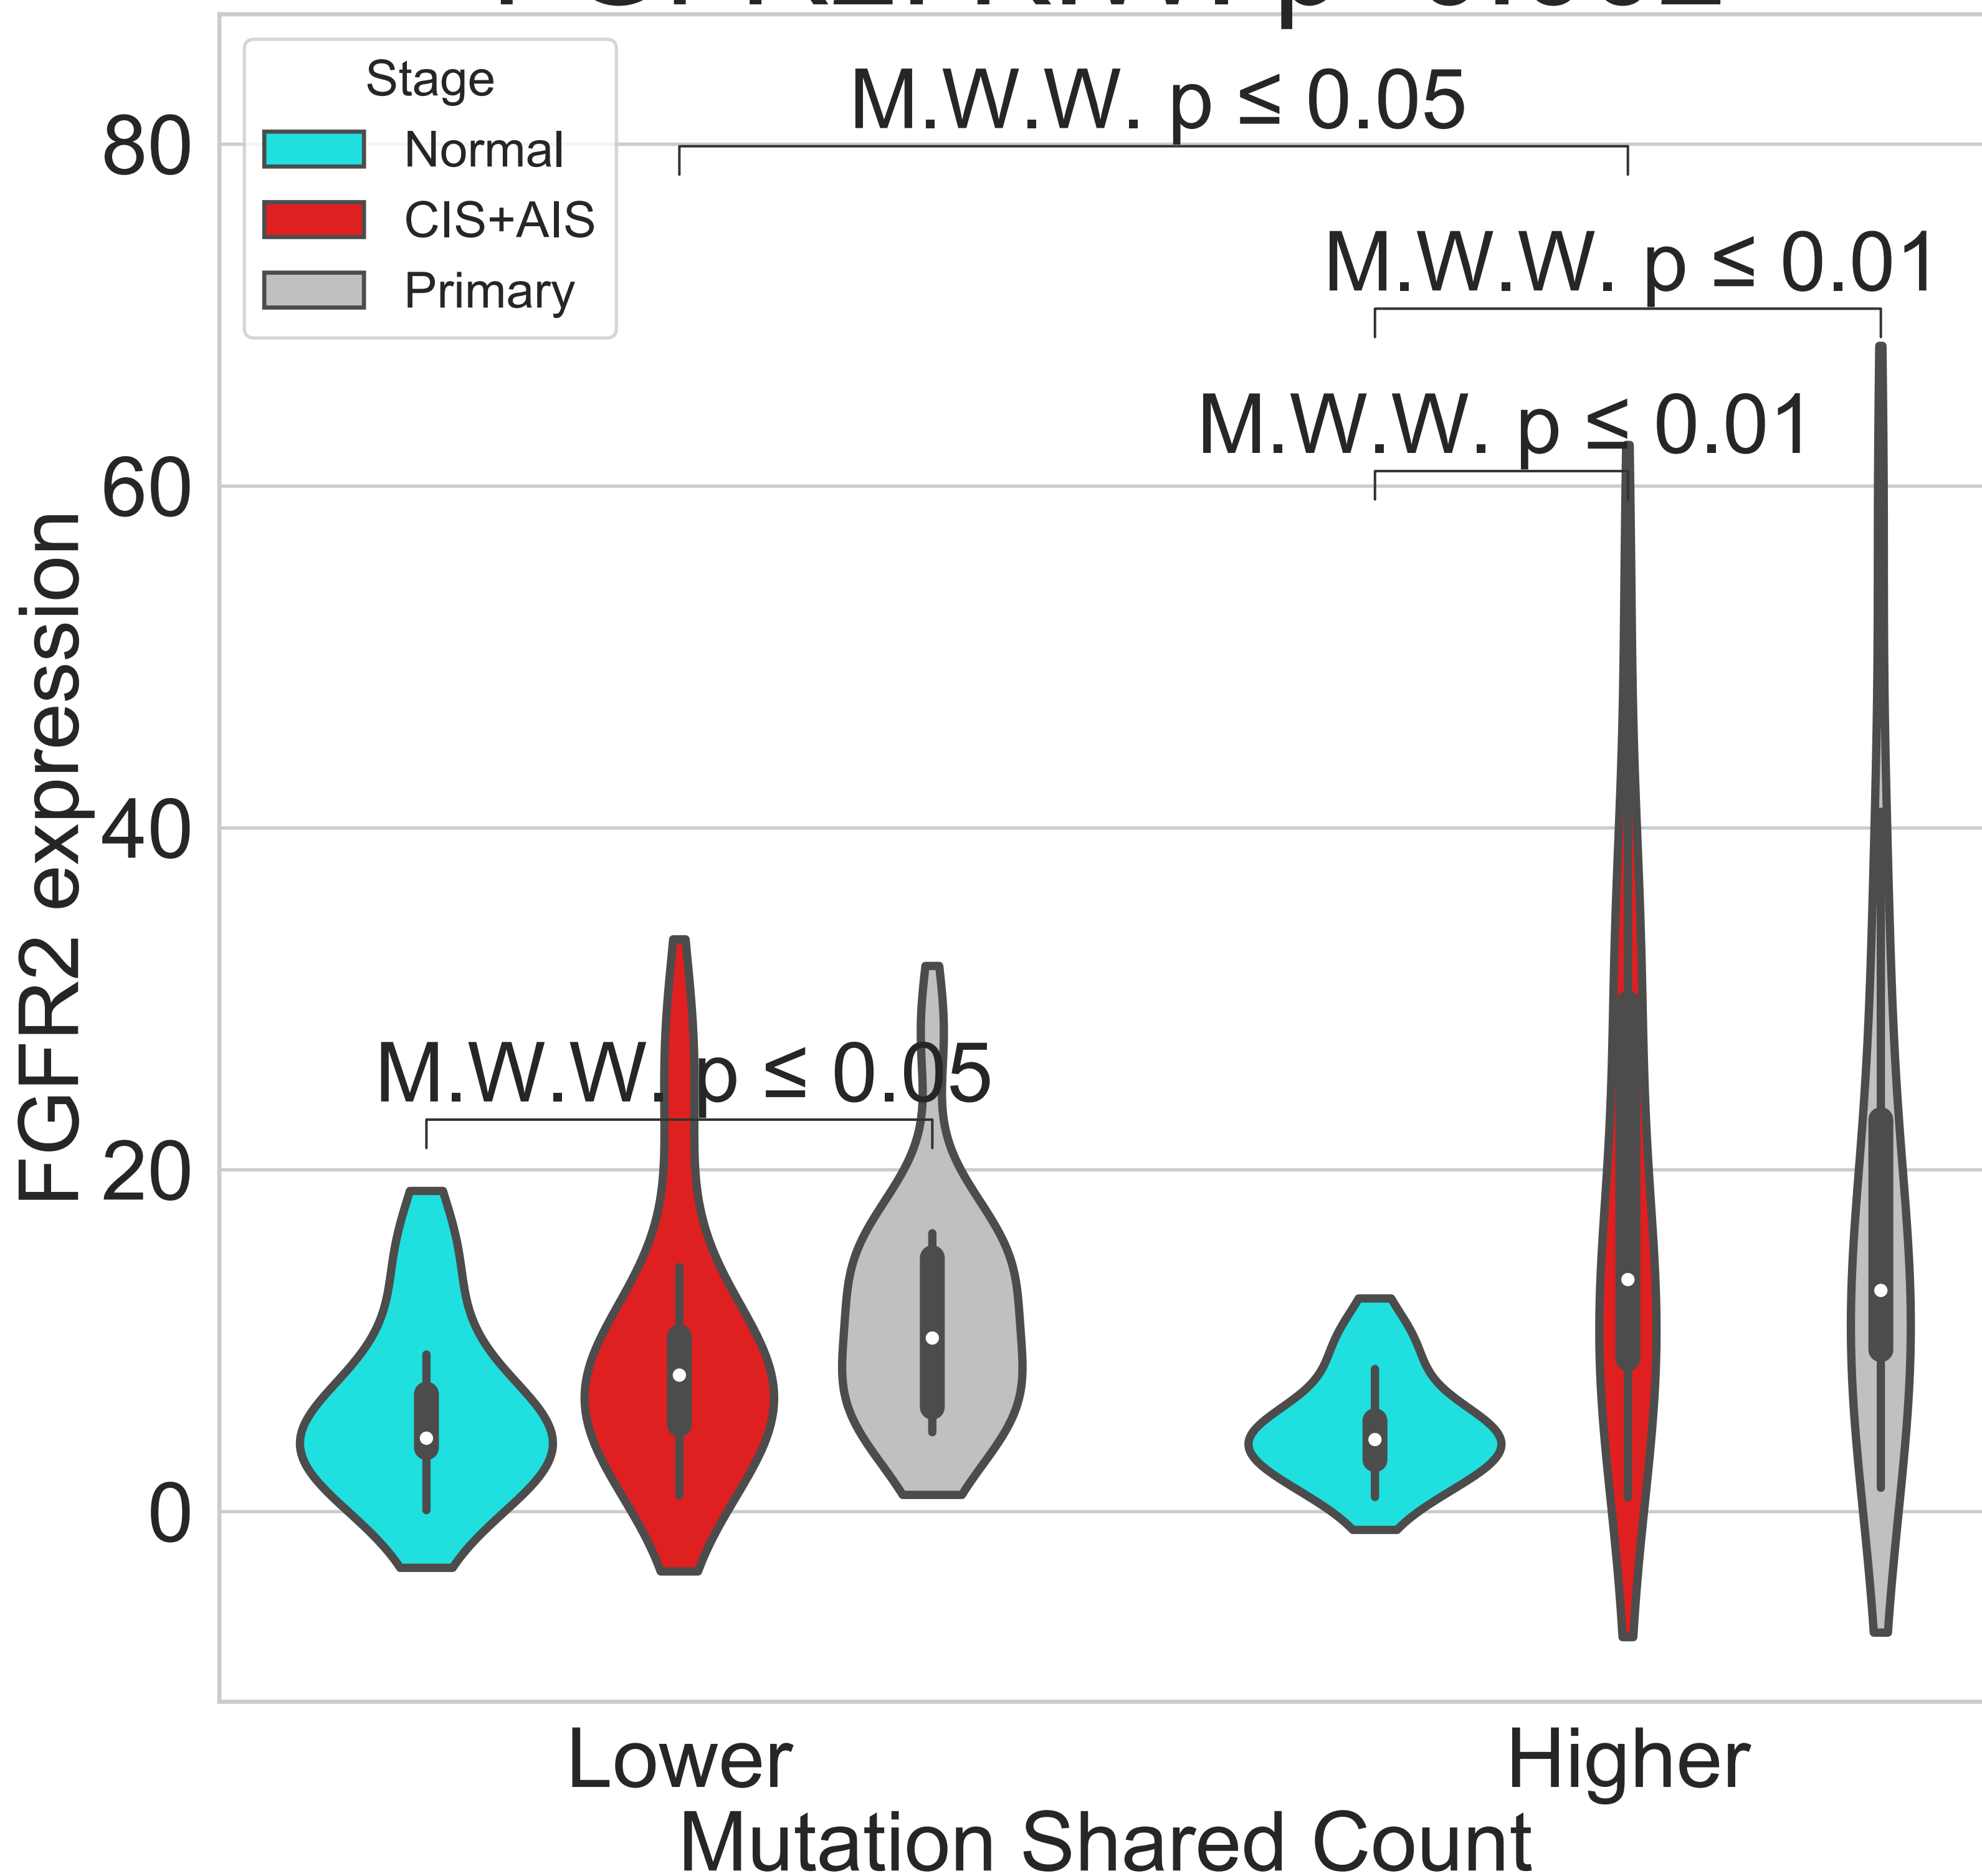 Stage
Normal
CIS+AIS
Primary
M.W.W. p ≤ 0.05
M.W.W. p ≤ 0.01
M.W.W. p ≤ 0.01
M.W.W. p ≤ 0.05
80
60
40
20
0
FGFR2 expression
Lower
Higher
Mutation Shared Count